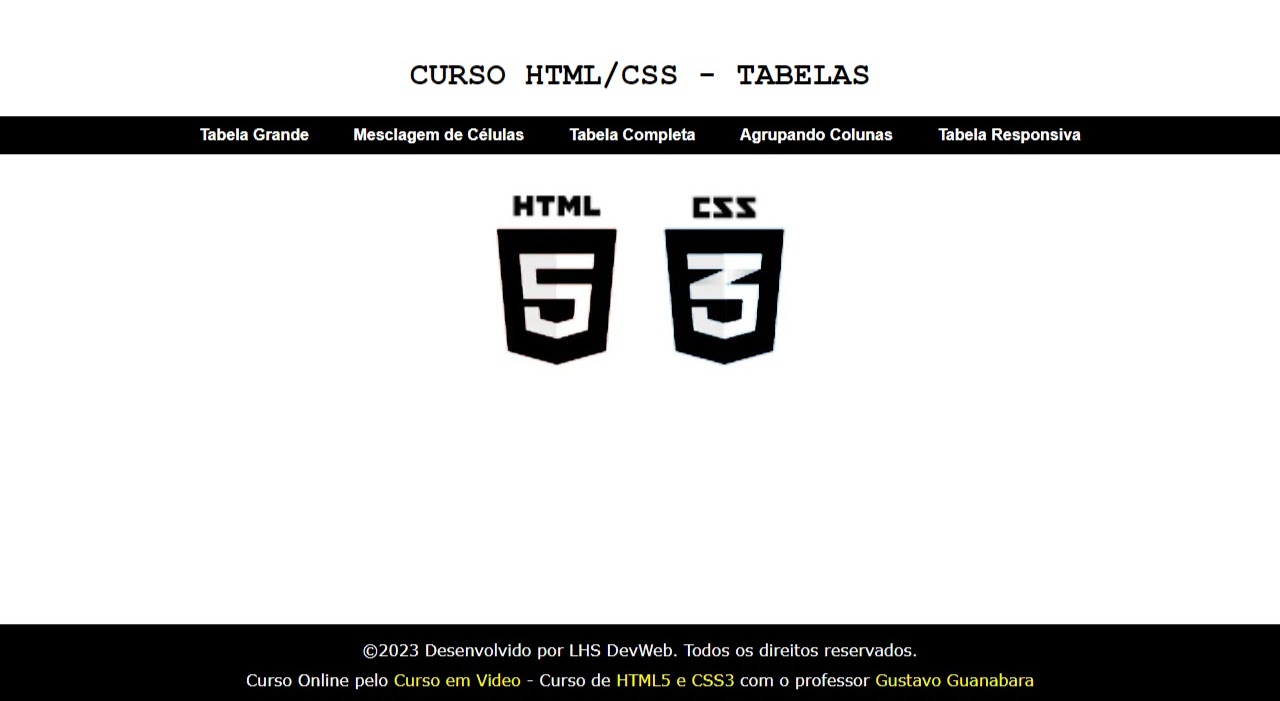 CURSO HTML/CSS - TABELAS
Tabela Grande Mesclagem de Células Tabela Completa Agrupando Colunas Tabela Responsiva
HTML CSS
5 3
©2023 Desenvolvido por LHS DevWeb. Todos os direitos reservados.
Curso Online pelo Curso em Video - Curso de HTML5 e CSS3 com o professor Gustavo Guanabara